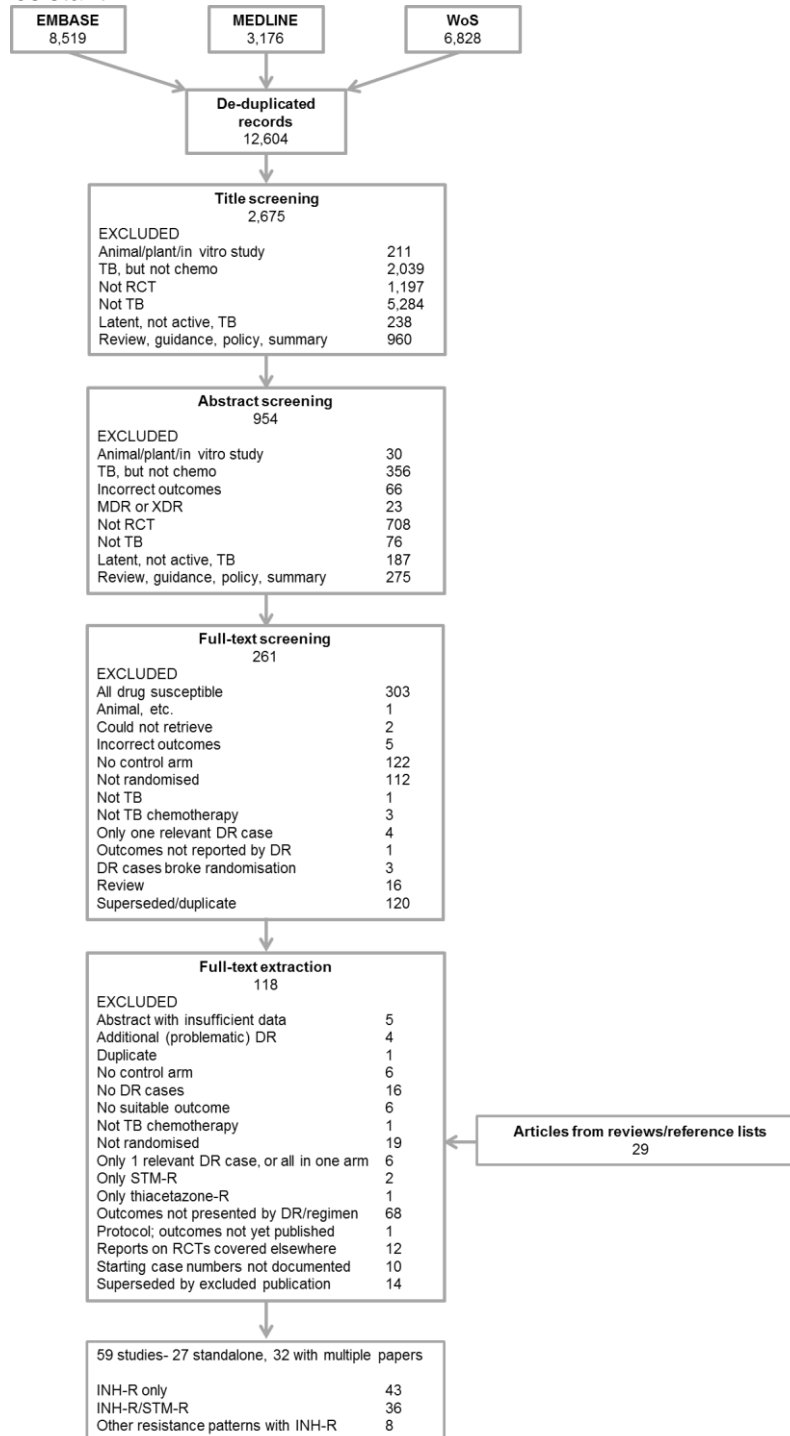 EMBASE
8,519
MEDLINE
3,176
WoS
6,828
De-duplicated
records
12,604
Title screening
2,675
EXCLUDED
Animal/plant/in vitro study 211
TB, but not chemo 2,039
Not RCT 1,197
Not TB 5,284
Latent, not active, TB 238
Review, guidance, policy, summary 960
Abstract screening
954
EXCLUDED
Animal/plant/in vitro study 30
TB, but not chemo 356
Incorrect outcomes 66
MDR or XDR 23
Not RCT 708
Not TB 76
Latent, not active, TB 187
Review, guidance, policy, summary 275
Full-text screening
261
EXCLUDED
All drug susceptible 303
Animal, etc. 1
Could not retrieve 2
Incorrect outcomes 5
No control arm 122
Not randomised 112
Not TB 1
Not TB chemotherapy 3
Only one relevant DR case 4
Outcomes not reported by DR 1
DR cases broke randomisation 3
Review 16
Superseded/duplicate 120
Full-text extraction
118
EXCLUDED
Abstract with insufficient data 5
Additional (problematic) DR 4
Duplicate 1
No control arm 6
No DR cases 16
No suitable outcome 6
Not TB chemotherapy 1
Not randomised 19
Only 1 relevant DR case, or all in one arm 6
Only STM-R 2
Only thiacetazone-R 1
Outcomes not presented by DR/regimen 68
Protocol; outcomes not yet published 1
Reports on RCTs covered elsewhere 12
Starting case numbers not documented 10
Superseded by excluded publication 14
Articles from reviews/reference lists
29
59 studies- 27 standalone, 32 with multiple papers
INH-R only 43
INH-R/STM-R 36
Other resistance patterns with INH-R 8